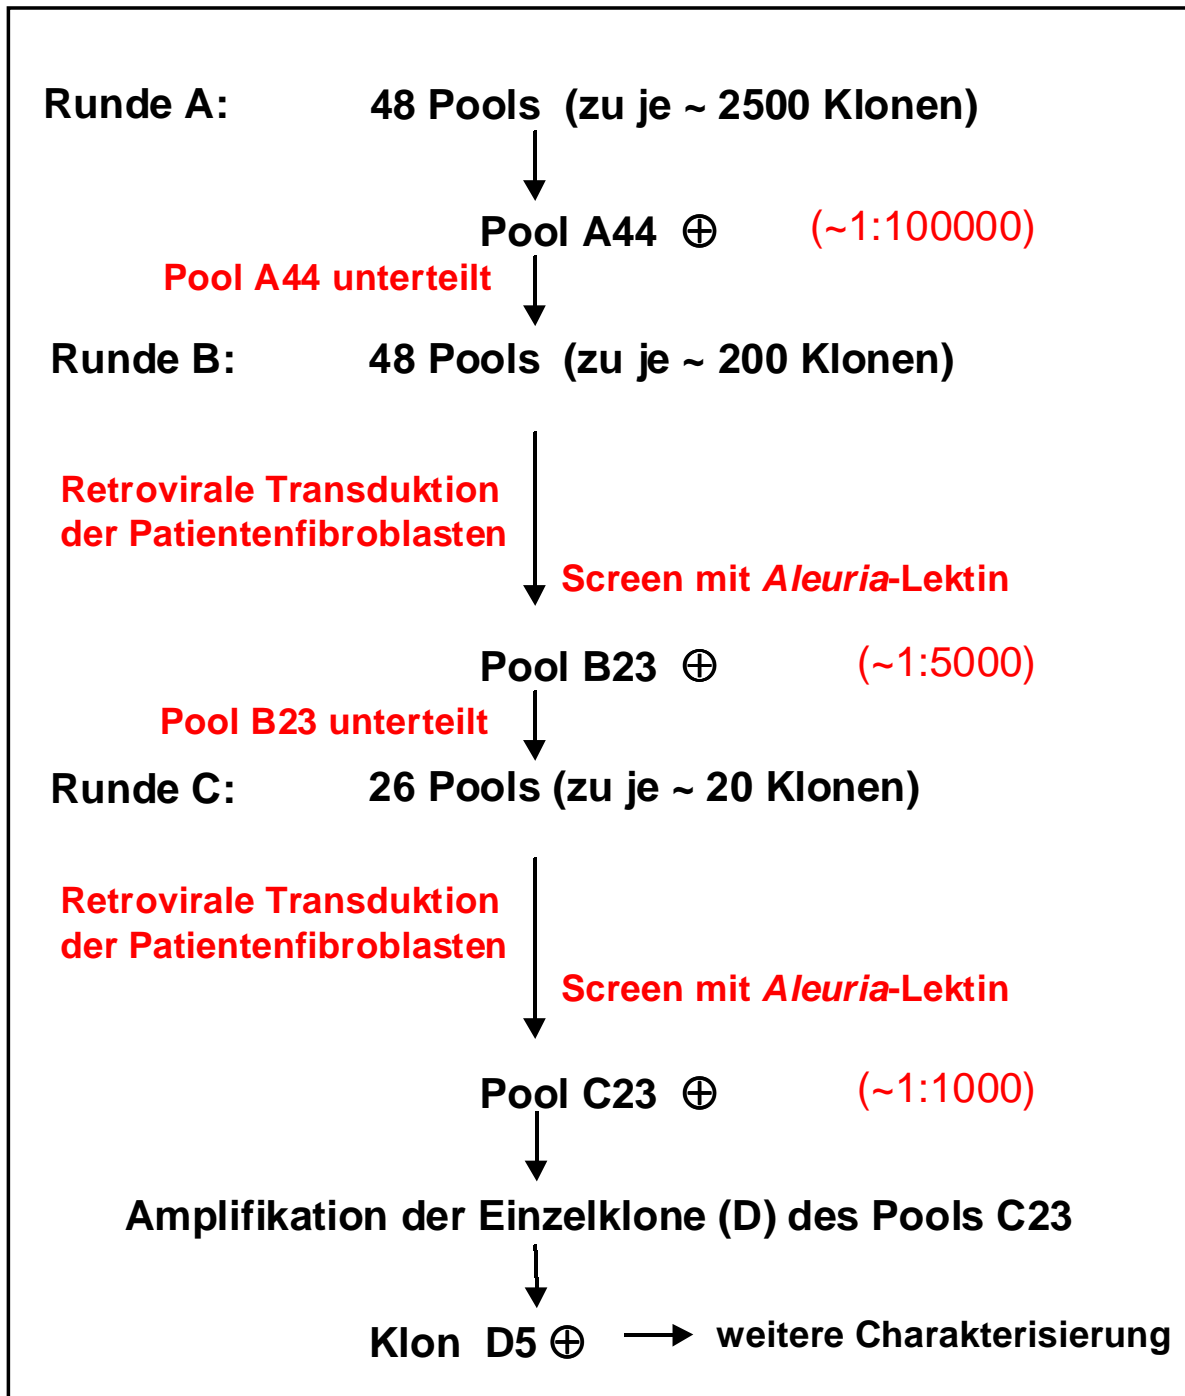 Runde A: 48 Pools (zu je ~ 2500 Klonen)
Pool A44 ⊕ (~1:100000)
Pool A44 unterteilt
Runde B: 48 Pools (zu je ~ 200 Klonen)
Retrovirale Transduktion
der Patientenfibroblasten
Screen mit Aleuria-Lektin
Pool B23 ⊕ (~1:5000)
Pool B23 unterteilt
Runde C: 26 Pools (zu je ~ 20 Klonen)
Retrovirale Transduktion
der Patientenfibroblasten
Screen mit Aleuria-Lektin
Pool C23 ⊕ (~1:1000)
Amplifikation der Einzelklone (D) des Pools C23
Klon D5 ⊕ → weitere Charakterisierung